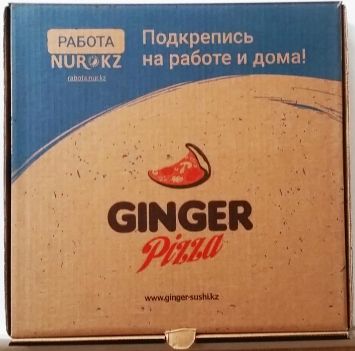 РАБОТА
NUR.KZ
rabota.nur.kz
Подкрепись
на работе и дома!
GINGER
Pizza
www.ginger-sushi.kz